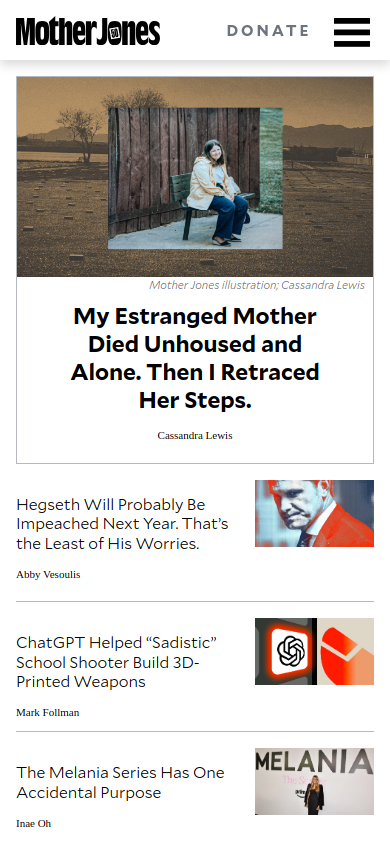 Mother Jones
50
DONATE
Mother Jones illustration; Cassandra Lewis
My Estranged Mother
Died Unhoused and
Alone. Then I Retraced
Her Steps.
Cassandra Lewis
Hegseth Will Probably Be
Impeached Next Year. That’s
the Least of His Worries.
Abby Vesoulis
ChatGPT Helped “Sadistic”
School Shooter Build 3D-
Printed Weapons
Mark Follman
The Melania Series Has One
Accidental Purpose
MELANIA
Inae Oh